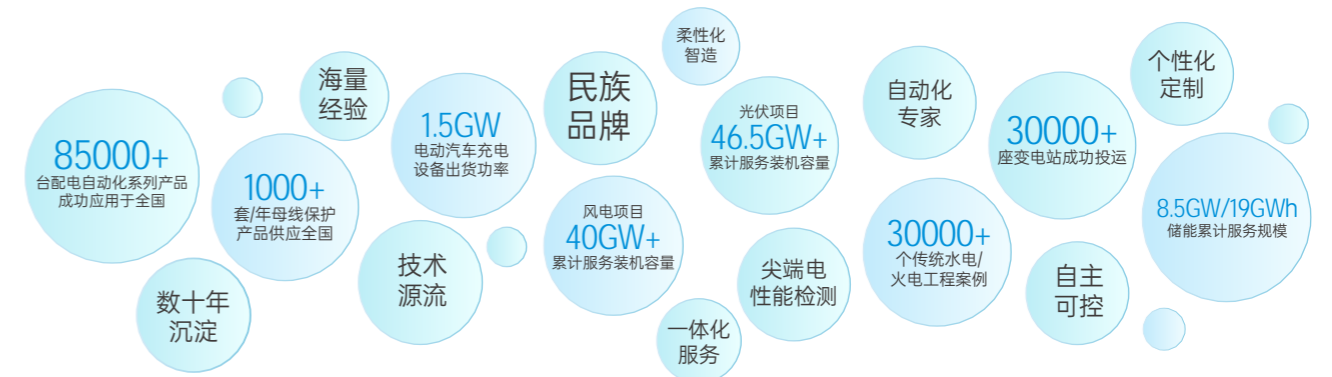 85000+
台配电自动化系列产品
成功应用于全国
数十年
沉淀
1000+
套/年母线保护
产品供应全国
海量
经验
1.5GW
电动汽车充电
设备出货功率
技术
源流
民族
品牌
风电项目
40GW+
累计服务装机容量
柔性化
智造
光伏项目
46.5GW+
累计服务装机容量
一体化
服务
尖端电
性能检测
自动化
专家
30000+
个传统水电/
火电工程案例
30000+
座变电站成功投运
自主
可控
个性化
定制
8.5GW/19GWh
储能累计服务规模